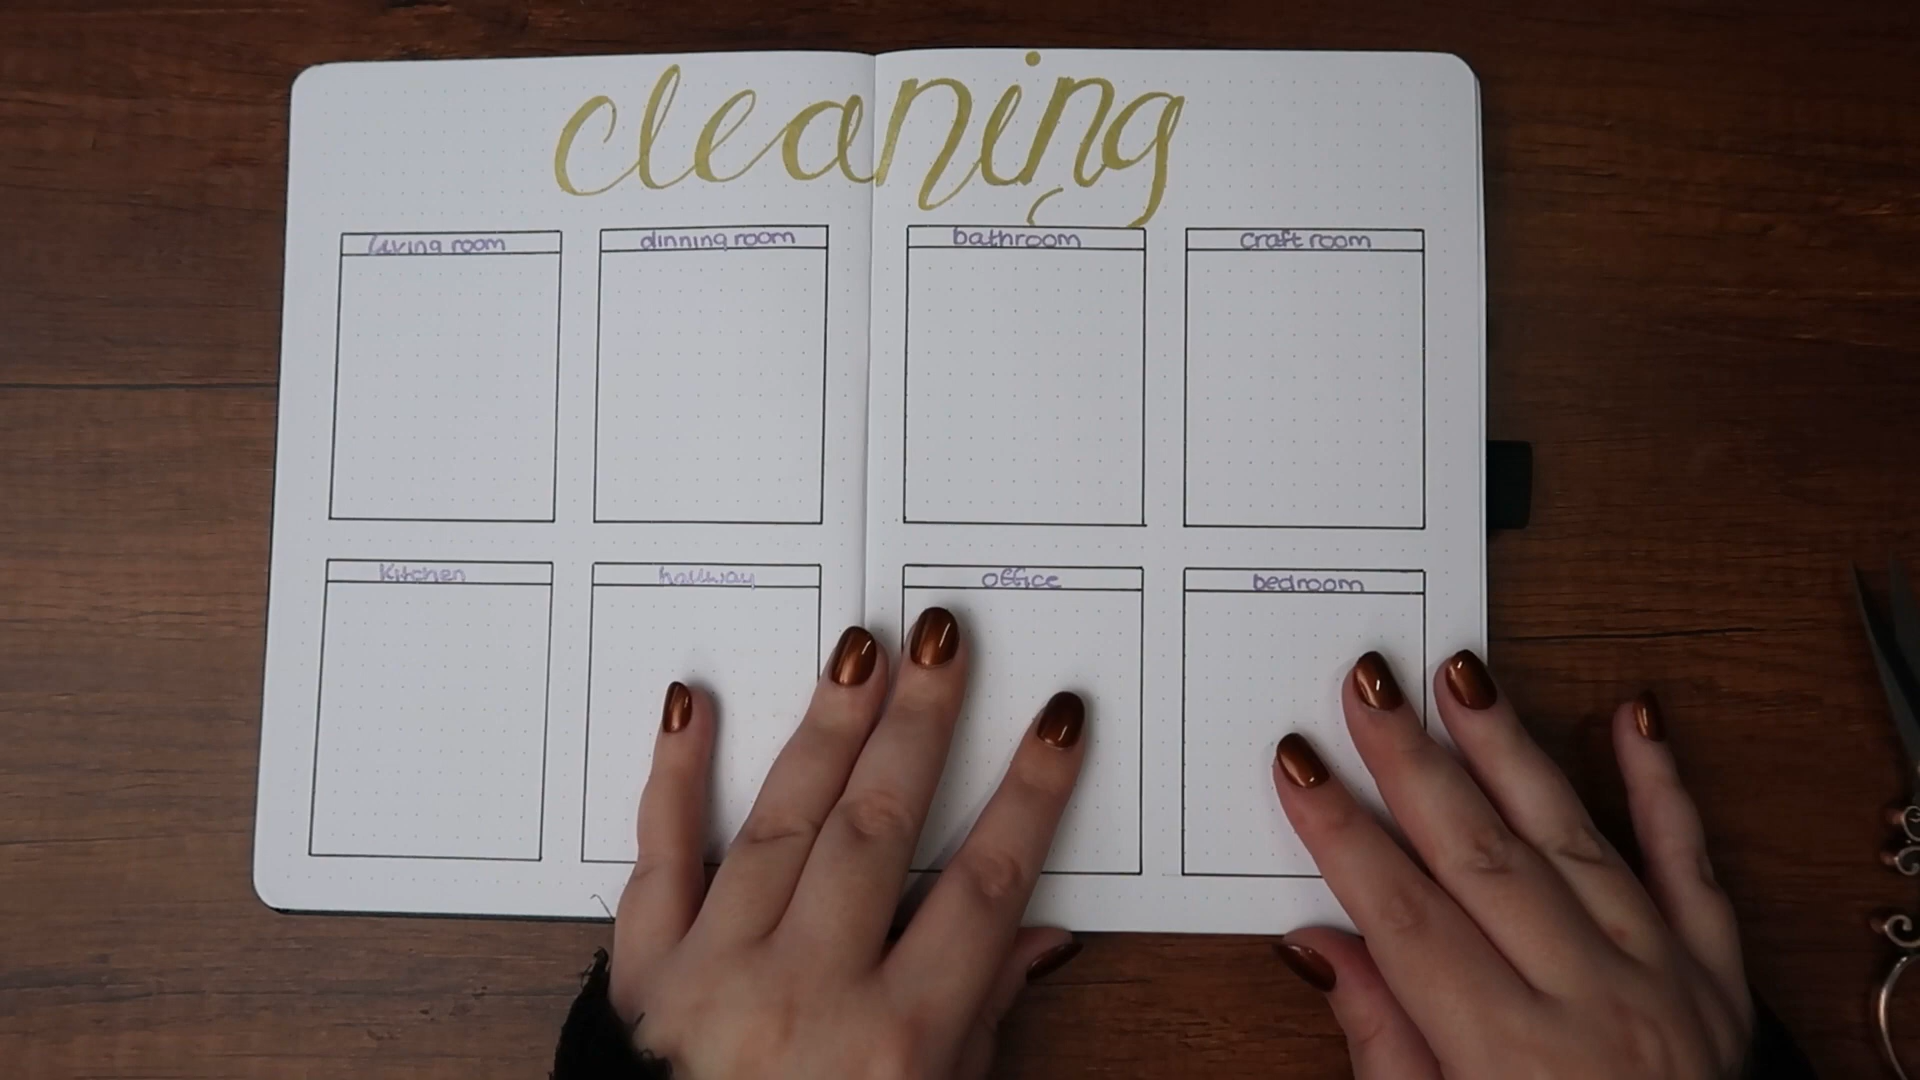 cleaning
living room
dinning room
bathroom
craft room
kitchen
hallway
office
bedroom